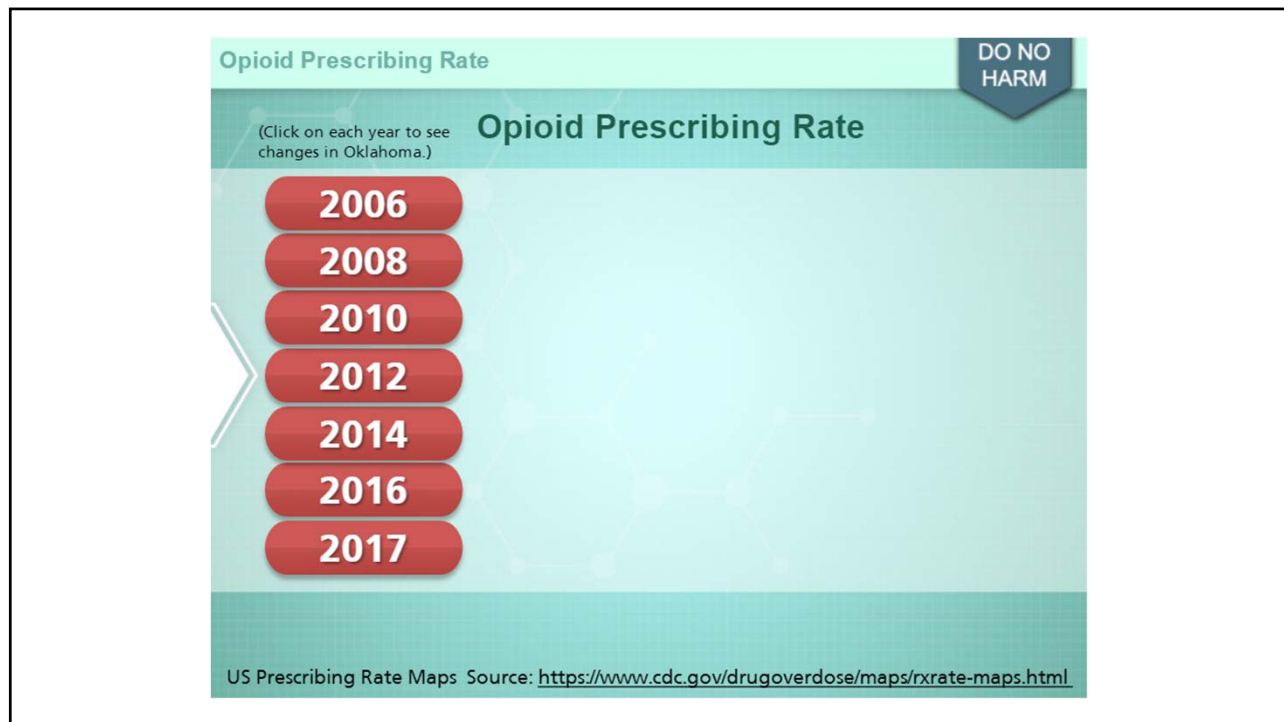 Opioid Prescribing Rate
DO NO
HARM
(Click on each year to see
changes in Oklahoma.)
Opioid Prescribing Rate
2006
2008
2010
2012
2014
2016
2017
US Prescribing Rate Maps Source: https://www.cdc.gov/drugoverdose/maps/rxrate-maps.html